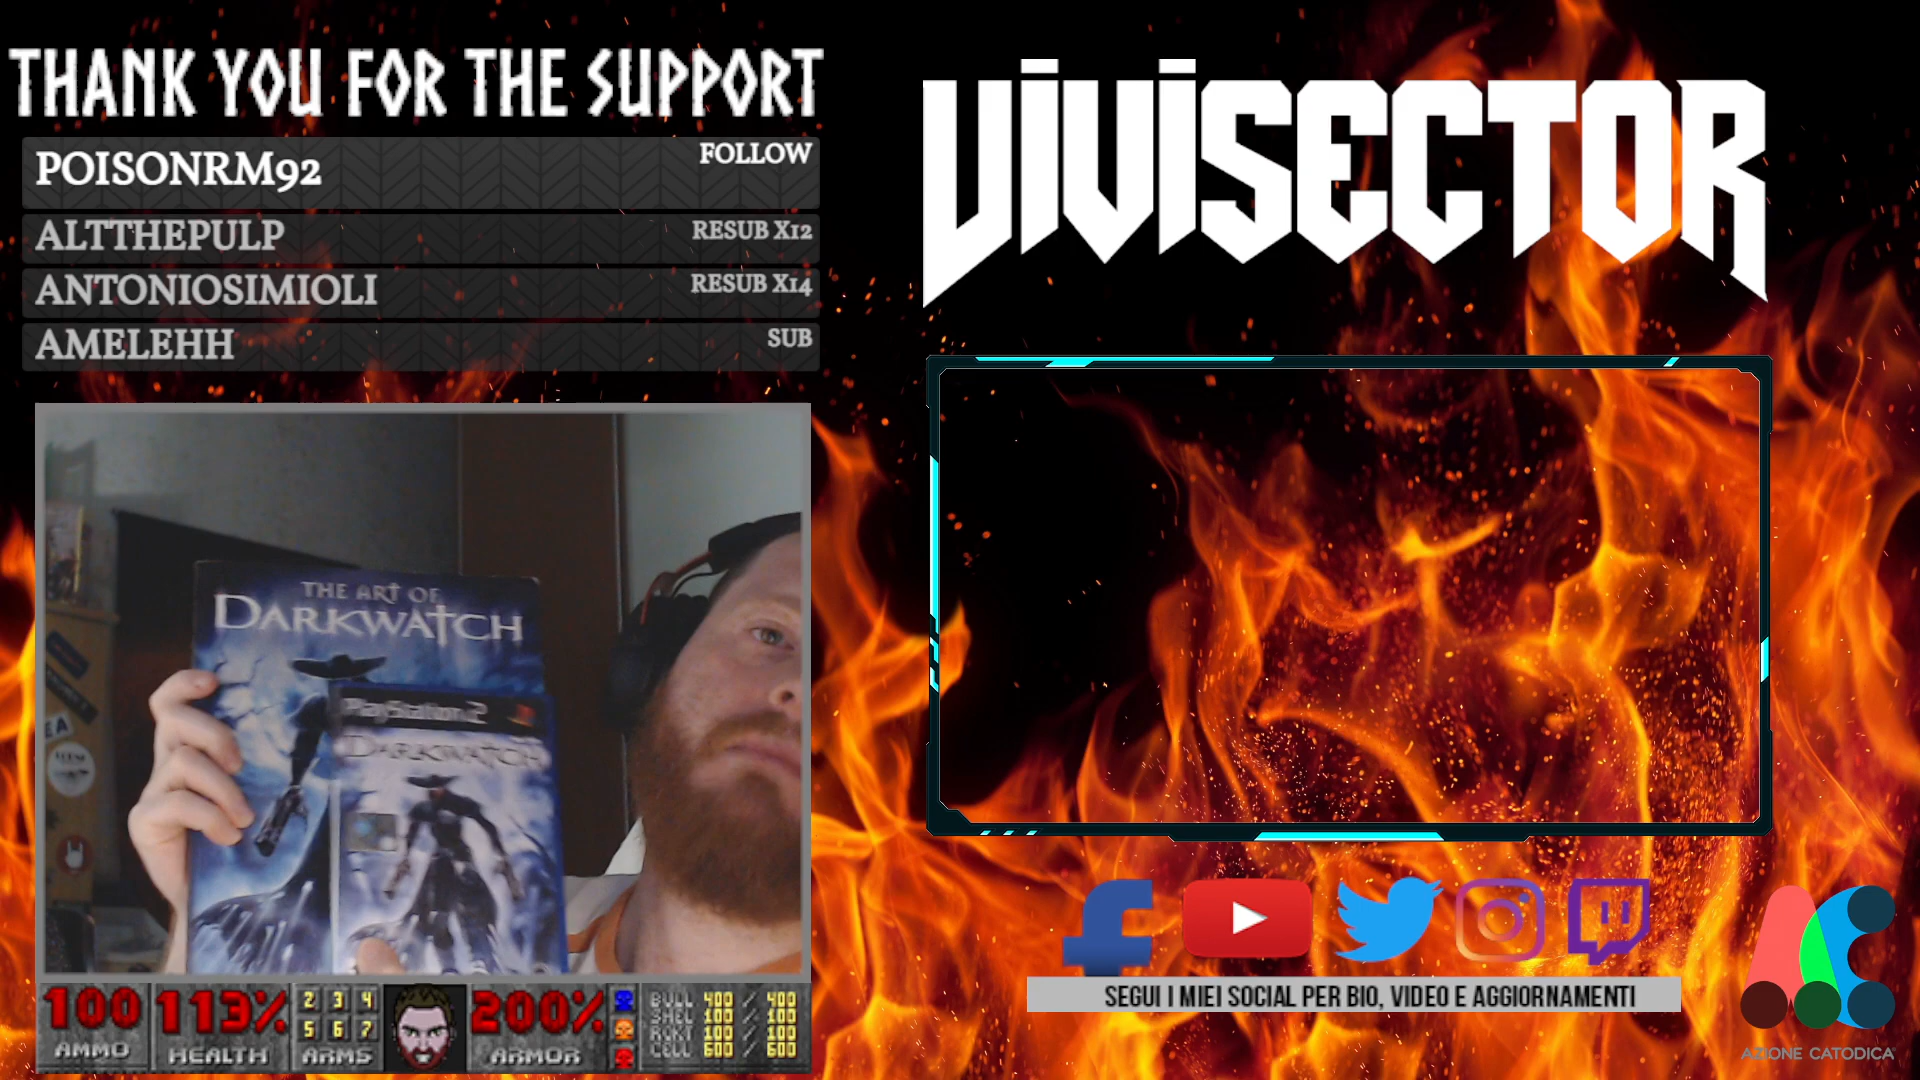 THANK YOU FOR THE SUPPORT
POISONRM92
FOLLOW
ALTTHEPULP
RESUB X12
ANTONIOSIMIOLI
RESUB X14
AMELEHH
SUB
VIVISECTOR
THE ART OF
DARKWATCH
PlayStation 2
DARKWATCH
100
AMMO
113%
HEALTH
2 3 4
5 6 7
ARMS
200%
ARMOR
BULL 400 / 400
SHEL 100 / 100
RCKT 100 / 100
CELL 600 / 600
SEGUI I MIEI SOCIAL PER BIO, VIDEO E AGGIORNAMENTI
AZIONE CATODICA